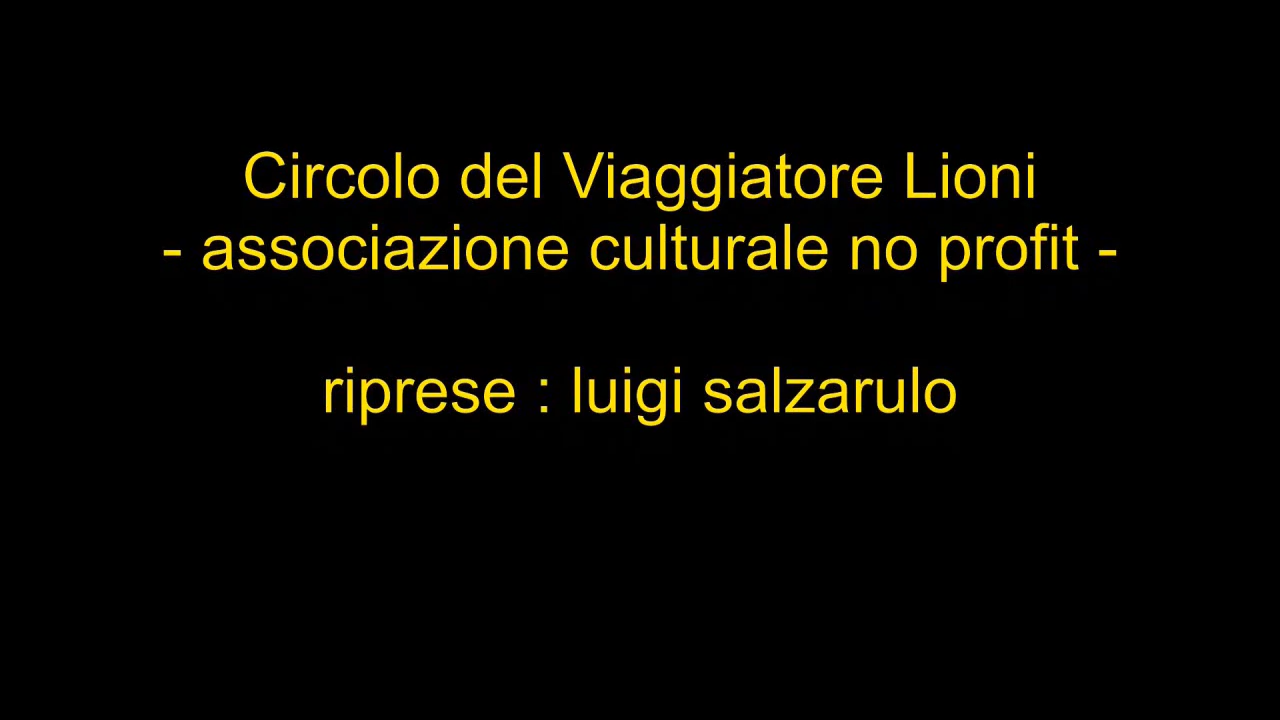 Circolo del Viaggiatore Lioni
- associazione culturale no profit -
riprese : luigi salzarulo